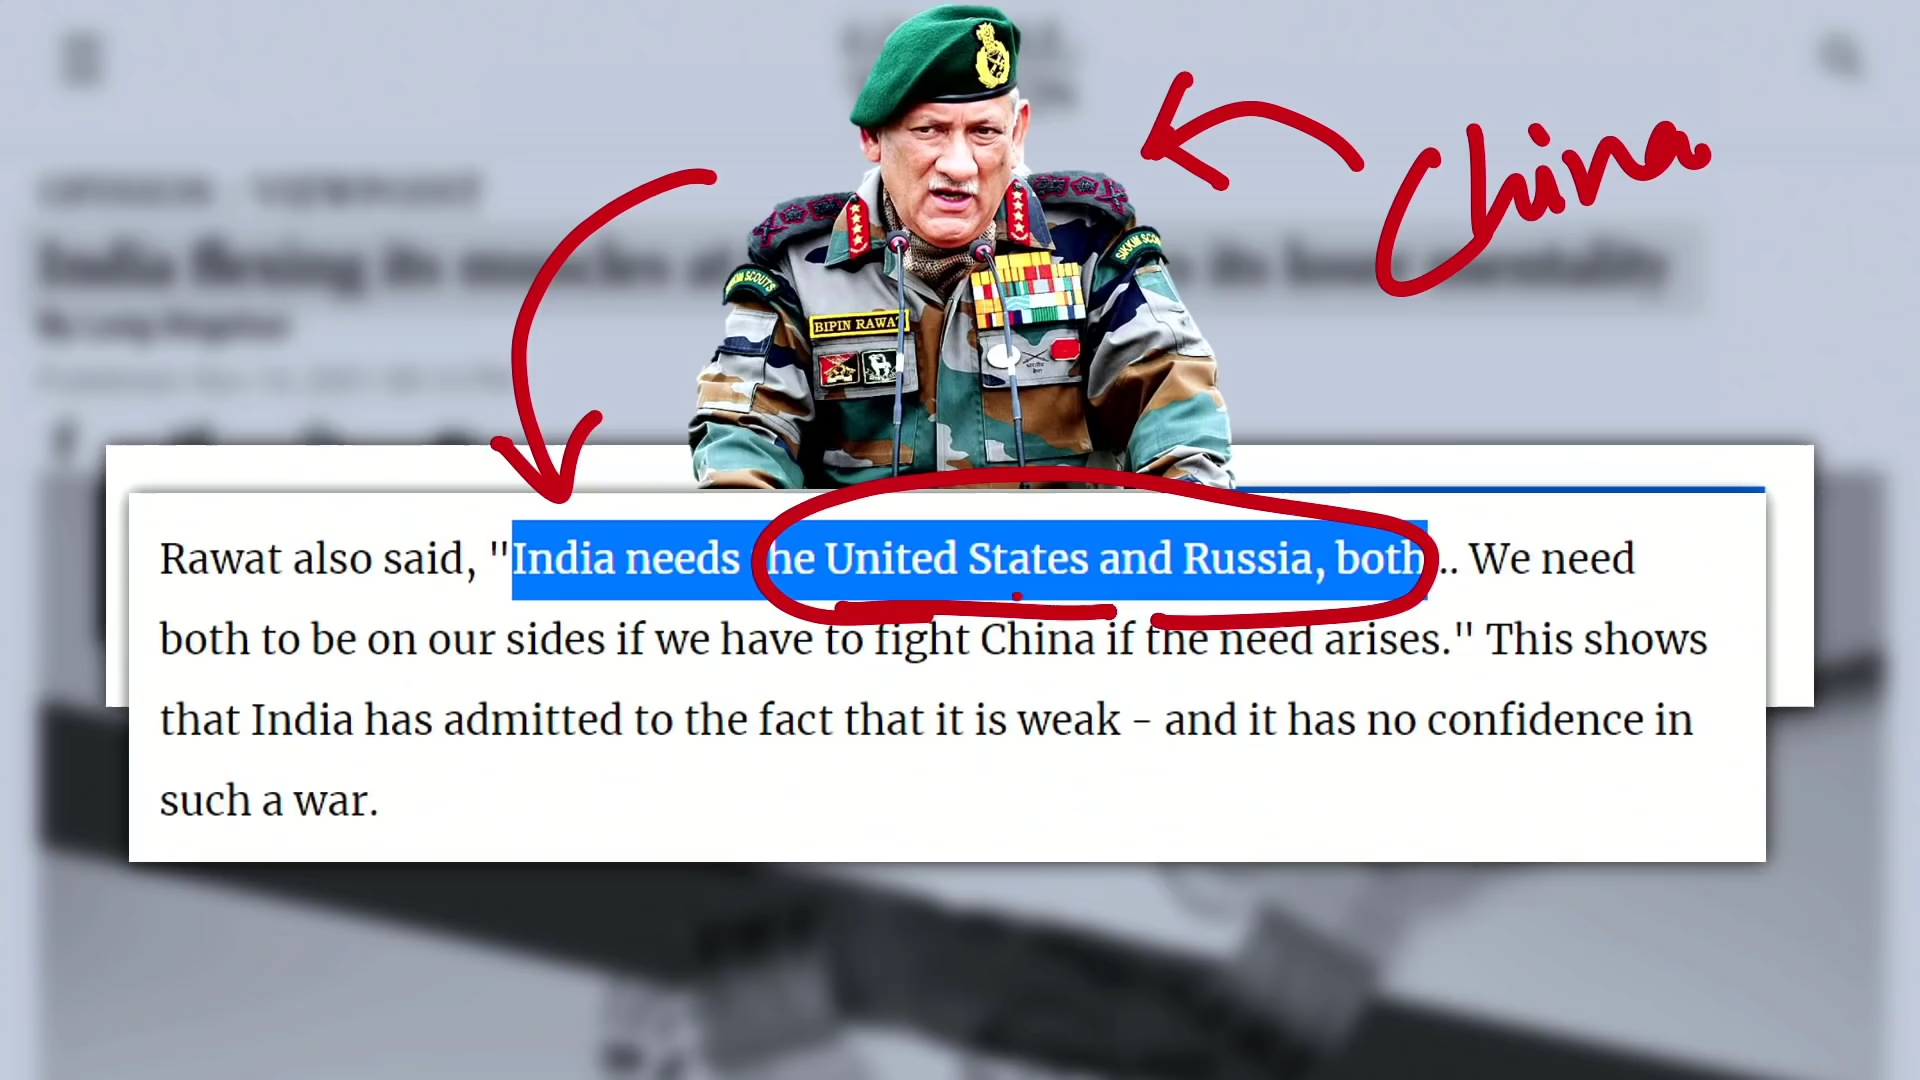 China
SIKKIM SCOUTS
BIPIN RAWAT
Rawat also said, "India needs the United States and Russia, both... We need
both to be on our sides if we have to fight China if the need arises." This shows
that India has admitted to the fact that it is weak - and it has no confidence in
such a war.